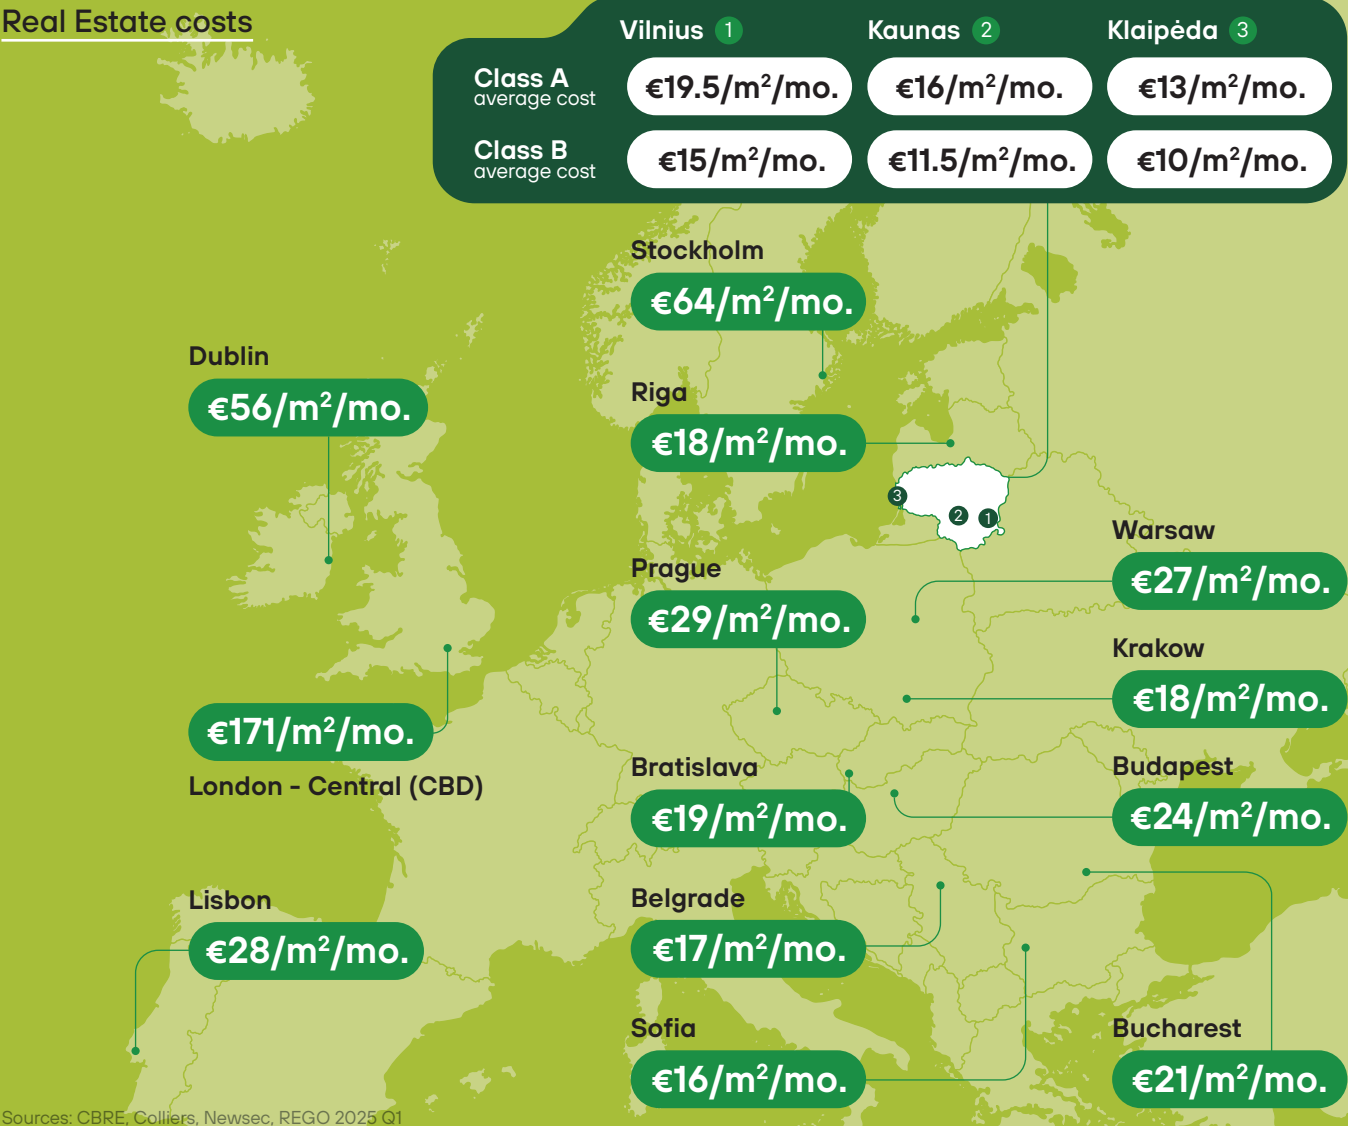 Real Estate costs
Vilnius 1 Kaunas 2 Klaipėda 3
Class A
average cost
€19.5/m²/mo. €16/m²/mo. €13/m²/mo.
Class B
average cost
€15/m²/mo. €11.5/m²/mo. €10/m²/mo.
Stockholm
€64/m²/mo.
Dublin
€56/m²/mo.
Riga
€18/m²/mo.
3
2 1
Warsaw
€27/m²/mo.
Prague
€29/m²/mo.
Krakow
€18/m²/mo.
€171/m²/mo.
London - Central (CBD)
Bratislava
€19/m²/mo.
Budapest
€24/m²/mo.
Lisbon
€28/m²/mo.
Belgrade
€17/m²/mo.
Sofia
€16/m²/mo.
Bucharest
€21/m²/mo.
Sources: CBRE, Colliers, Newsec, REGO 2025 Q1